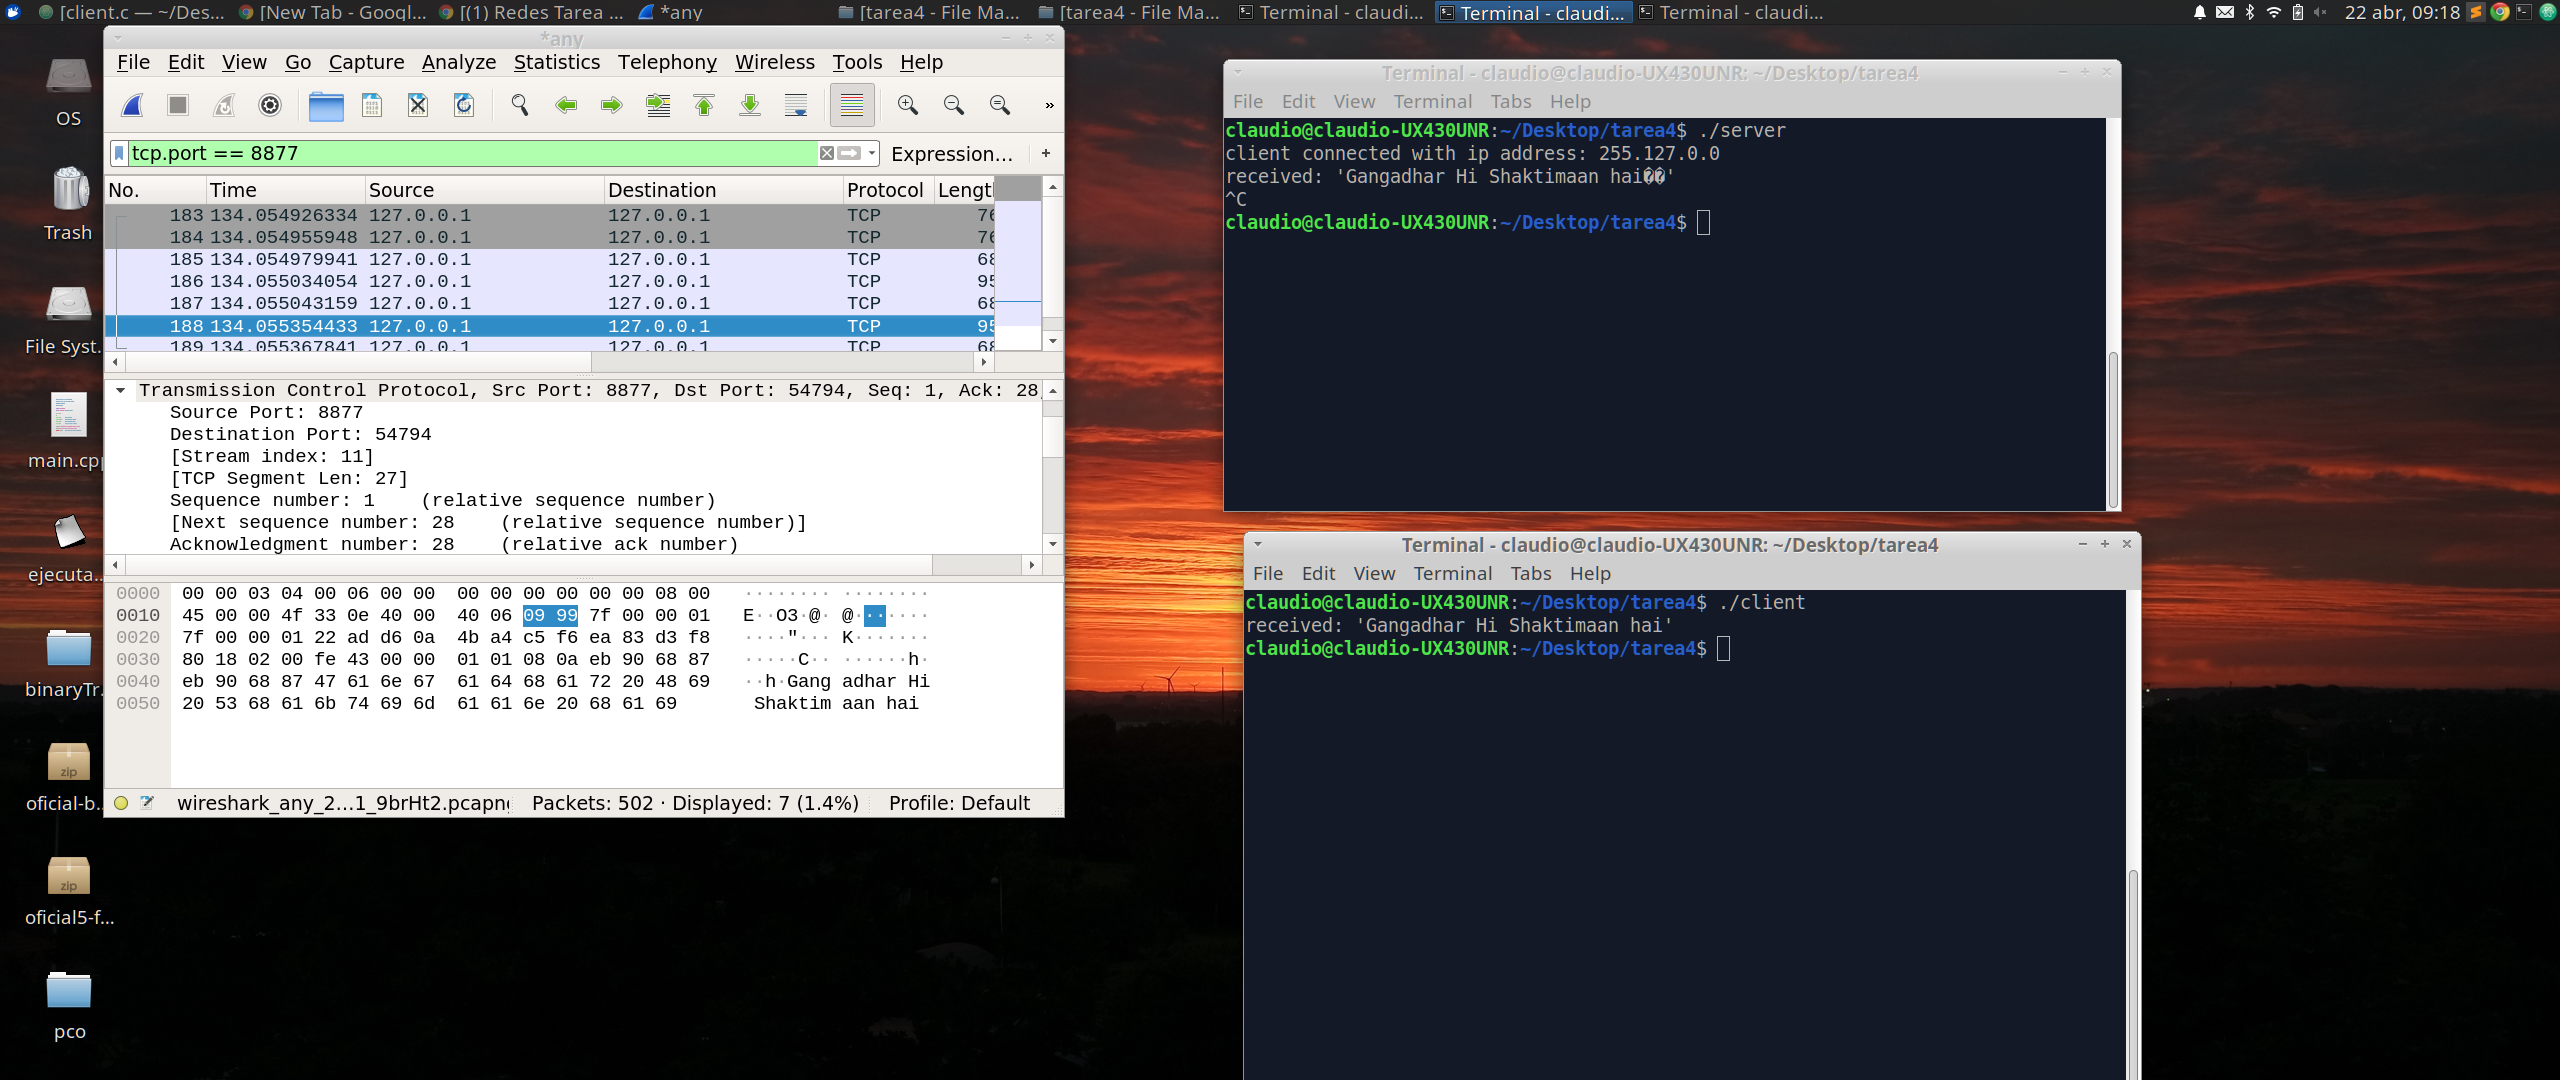 [client.c — ~/Des...
[New Tab - Googl...
[(1) Redes Tarea ...
*any
[tarea4 - File Ma...
[tarea4 - File Ma...
Terminal - claudi...
Terminal - claudi...
Terminal - claudi...
22 abr, 09:18
OS
Trash
File Syst...
main.cpp
ejecuta...
binaryTr...
oficial-b...
zip
oficial5-f...
zip
pco
*any
File Edit View Go Capture Analyze Statistics Telephony Wireless Tools Help
tcp.port == 8877
Expression...
No. Time Source Destination Protocol Lengt
183 134.054926334 127.0.0.1 127.0.0.1 TCP 76
184 134.054955948 127.0.0.1 127.0.0.1 TCP 76
185 134.054979941 127.0.0.1 127.0.0.1 TCP 68
186 134.055034054 127.0.0.1 127.0.0.1 TCP 95
187 134.055043159 127.0.0.1 127.0.0.1 TCP 68
188 134.055354433 127.0.0.1 127.0.0.1 TCP 95
189 134.055367841 127.0.0.1 127.0.0.1 TCP 68
Transmission Control Protocol, Src Port: 8877, Dst Port: 54794, Seq: 1, Ack: 28,
Source Port: 8877
Destination Port: 54794
[Stream index: 11]
[TCP Segment Len: 27]
Sequence number: 1 (relative sequence number)
[Next sequence number: 28 (relative sequence number)]
Acknowledgment number: 28 (relative ack number)
0000 00 00 03 04 00 06 00 00 00 00 00 00 00 00 08 00 ········ ········
0010 45 00 00 4f 33 0e 40 00 40 06 09 99 7f 00 00 01 E··O3·@· @·······
0020 7f 00 00 01 22 ad d6 0a 4b a4 c5 f6 ea 83 d3 f8 ····"··· K·······
0030 80 18 02 00 fe 43 00 00 01 01 08 0a eb 90 68 87 ·····C·· ······h·
0040 eb 90 68 87 47 61 6e 67 61 64 68 61 72 20 48 69 ··h·Gang adhar Hi
0050 20 53 68 61 6b 74 69 6d 61 61 6e 20 68 61 69 Shaktim aan hai
wireshark_any_2...1_9brHt2.pcapng Packets: 502 · Displayed: 7 (1.4%) Profile: Default
Terminal - claudio@claudio-UX430UNR: ~/Desktop/tarea4
File Edit View Terminal Tabs Help
claudio@claudio-UX430UNR:~/Desktop/tarea4$ ./server
client connected with ip address: 255.127.0.0
received: 'Gangadhar Hi Shaktimaan hai��'
^C
claudio@claudio-UX430UNR:~/Desktop/tarea4$
Terminal - claudio@claudio-UX430UNR: ~/Desktop/tarea4
File Edit View Terminal Tabs Help
claudio@claudio-UX430UNR:~/Desktop/tarea4$ ./client
received: 'Gangadhar Hi Shaktimaan hai'
claudio@claudio-UX430UNR:~/Desktop/tarea4$